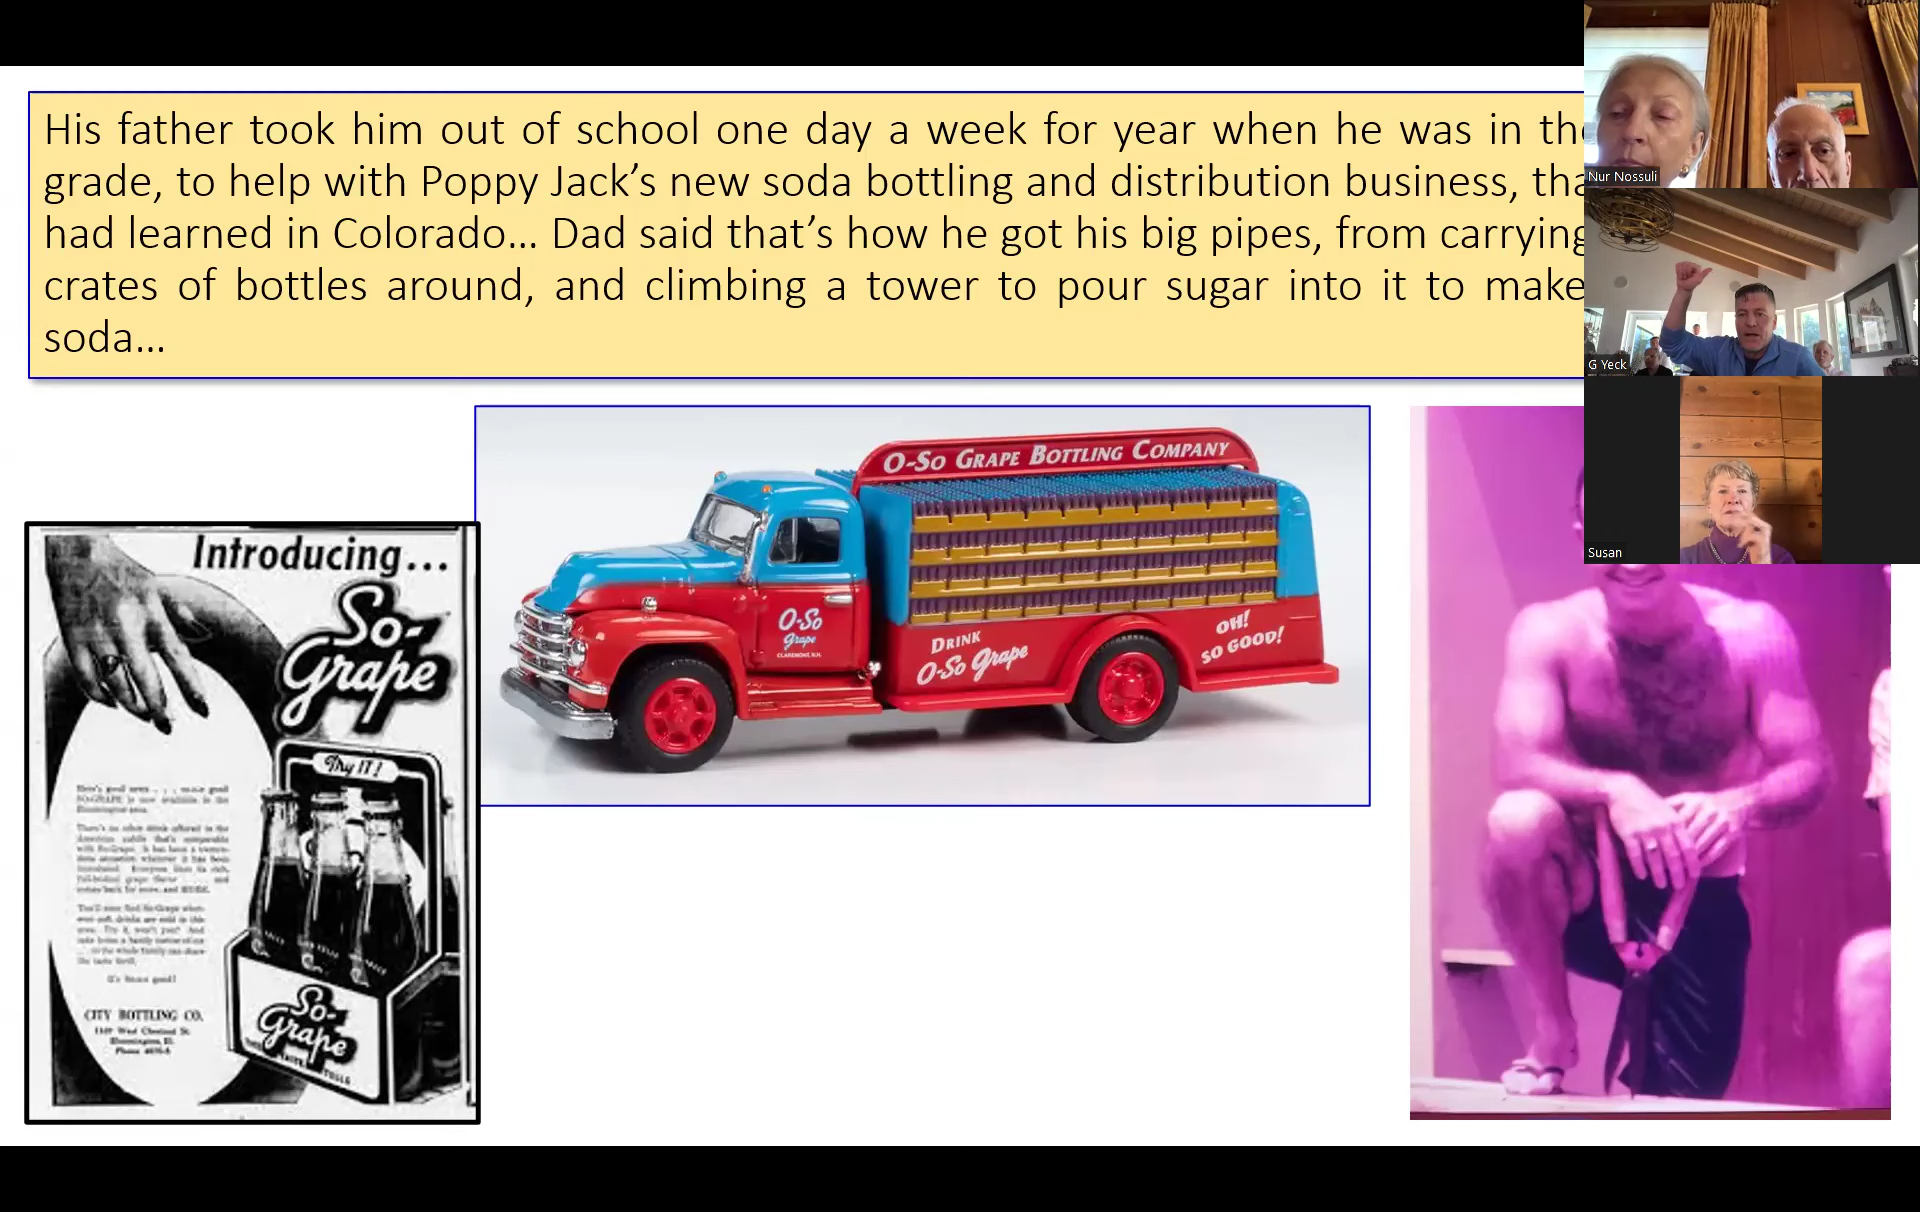 His father took him out of school one day a week for year when he was in the
grade, to help with Poppy Jack’s new soda bottling and distribution business, tha
had learned in Colorado... Dad said that’s how he got his big pipes, from carrying
crates of bottles around, and climbing a tower to pour sugar into it to make
soda...
Nur Nossuli
G Yeck
Susan
O-So Grape Bottling Company
O-So
Grape
CLAREMONT, N.H.
Drink
O-So Grape
OH!
SO GOOD!
Introducing...
So-
Grape
Try IT!
CITY BOTTLING CO.
So-
Grape